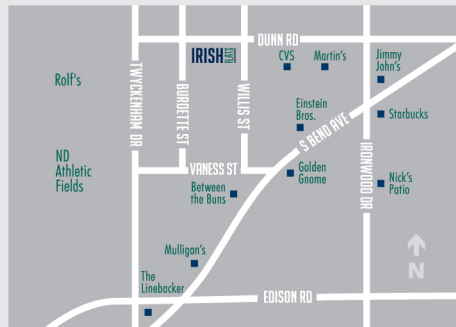 DUNN RD
IRISH FLATS
CVS
Martin's
Jimmy
John's
Rolf's
TWYCKENHAM DR
BURDETTE ST
WILLIS ST
Einstein
Bros.
S BEND AVE
Starbucks
IRONWOOD DR
ND
Athletic
Fields
VANESS ST
Golden
Gnome
Nick's
Patio
Between
the Buns
Mulligan's
N
The
Linebacker
EDISON RD